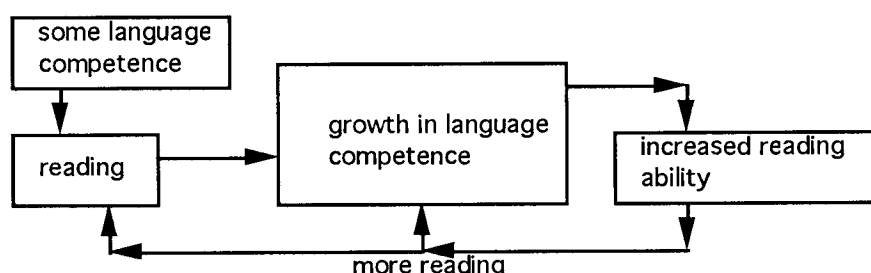 some language
competence
reading
growth in language
competence
increased reading
ability
more reading